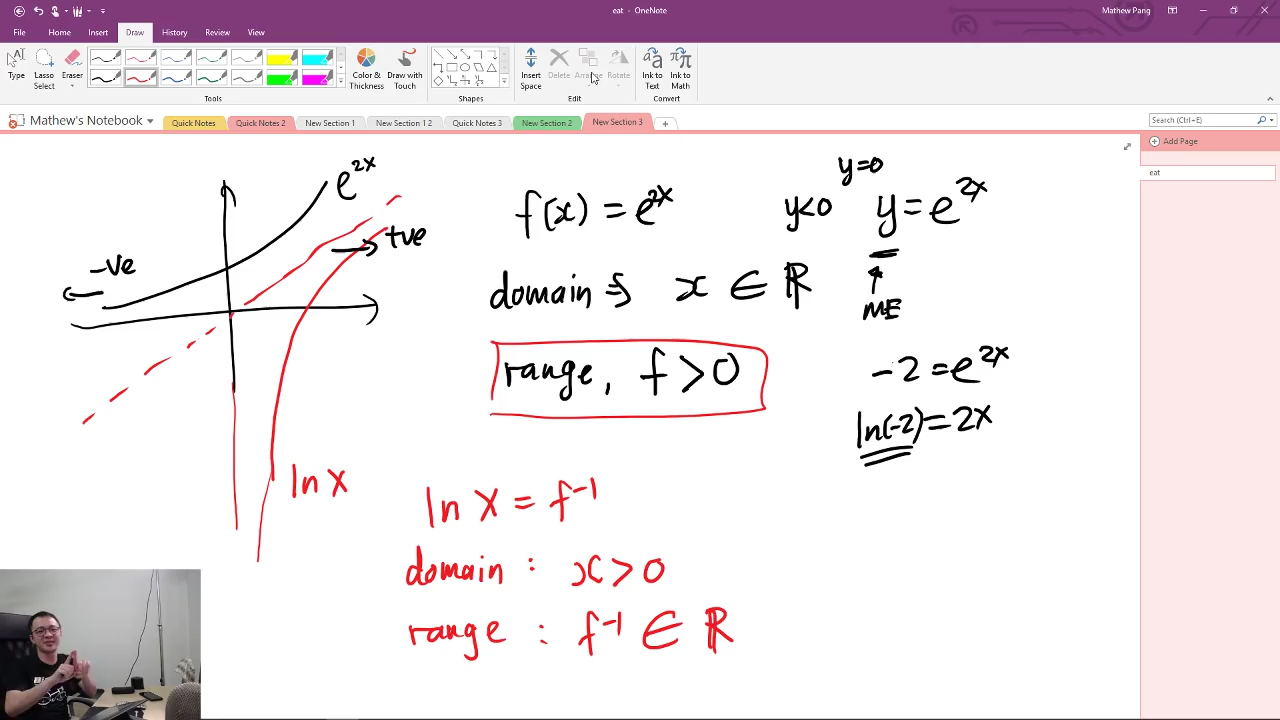 eat - OneNote
Mathew Pang
File Home Insert Draw History Review View
Type
Lasso Select
Eraser
Color & Thickness
Draw with Touch
Insert Space
Delete
Arrange
Rotate
Ink to Text
Ink to Math
Tools
Shapes
Edit
Convert
Mathew's Notebook
Quick Notes
Quick Notes 2
New Section 1
New Section 1 2
Quick Notes 3
New Section 2
New Section 3
Search (Ctrl+E)
Add Page
eat
e^2x
-ve
+ve
ln x
f(x) = e^2x
domain ⇒ x ∈ ℝ
range, f > 0
y=0
y<0
y = e^2x
ME
-2 = e^2x
ln(-2) = 2x
ln x = f^-1
domain : x > 0
range : f^-1 ∈ ℝ